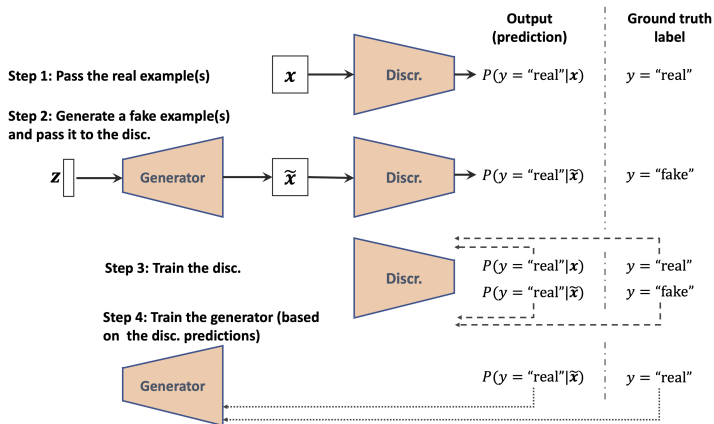 Output
(prediction)
Ground truth
label
Step 1: Pass the real example(s)
x
Discr.
P(y = “real”|x)
y = “real”
Step 2: Generate a fake example(s)
and pass it to the disc.
z
Generator
x̃
Discr.
P(y = “real”|x̃)
y = “fake”
Step 3: Train the disc.
Discr.
P(y = “real”|x)
y = “real”
P(y = “real”|x̃)
y = “fake”
Step 4: Train the generator (based
on the disc. predictions)
Generator
P(y = “real”|x̃)
y = “real”